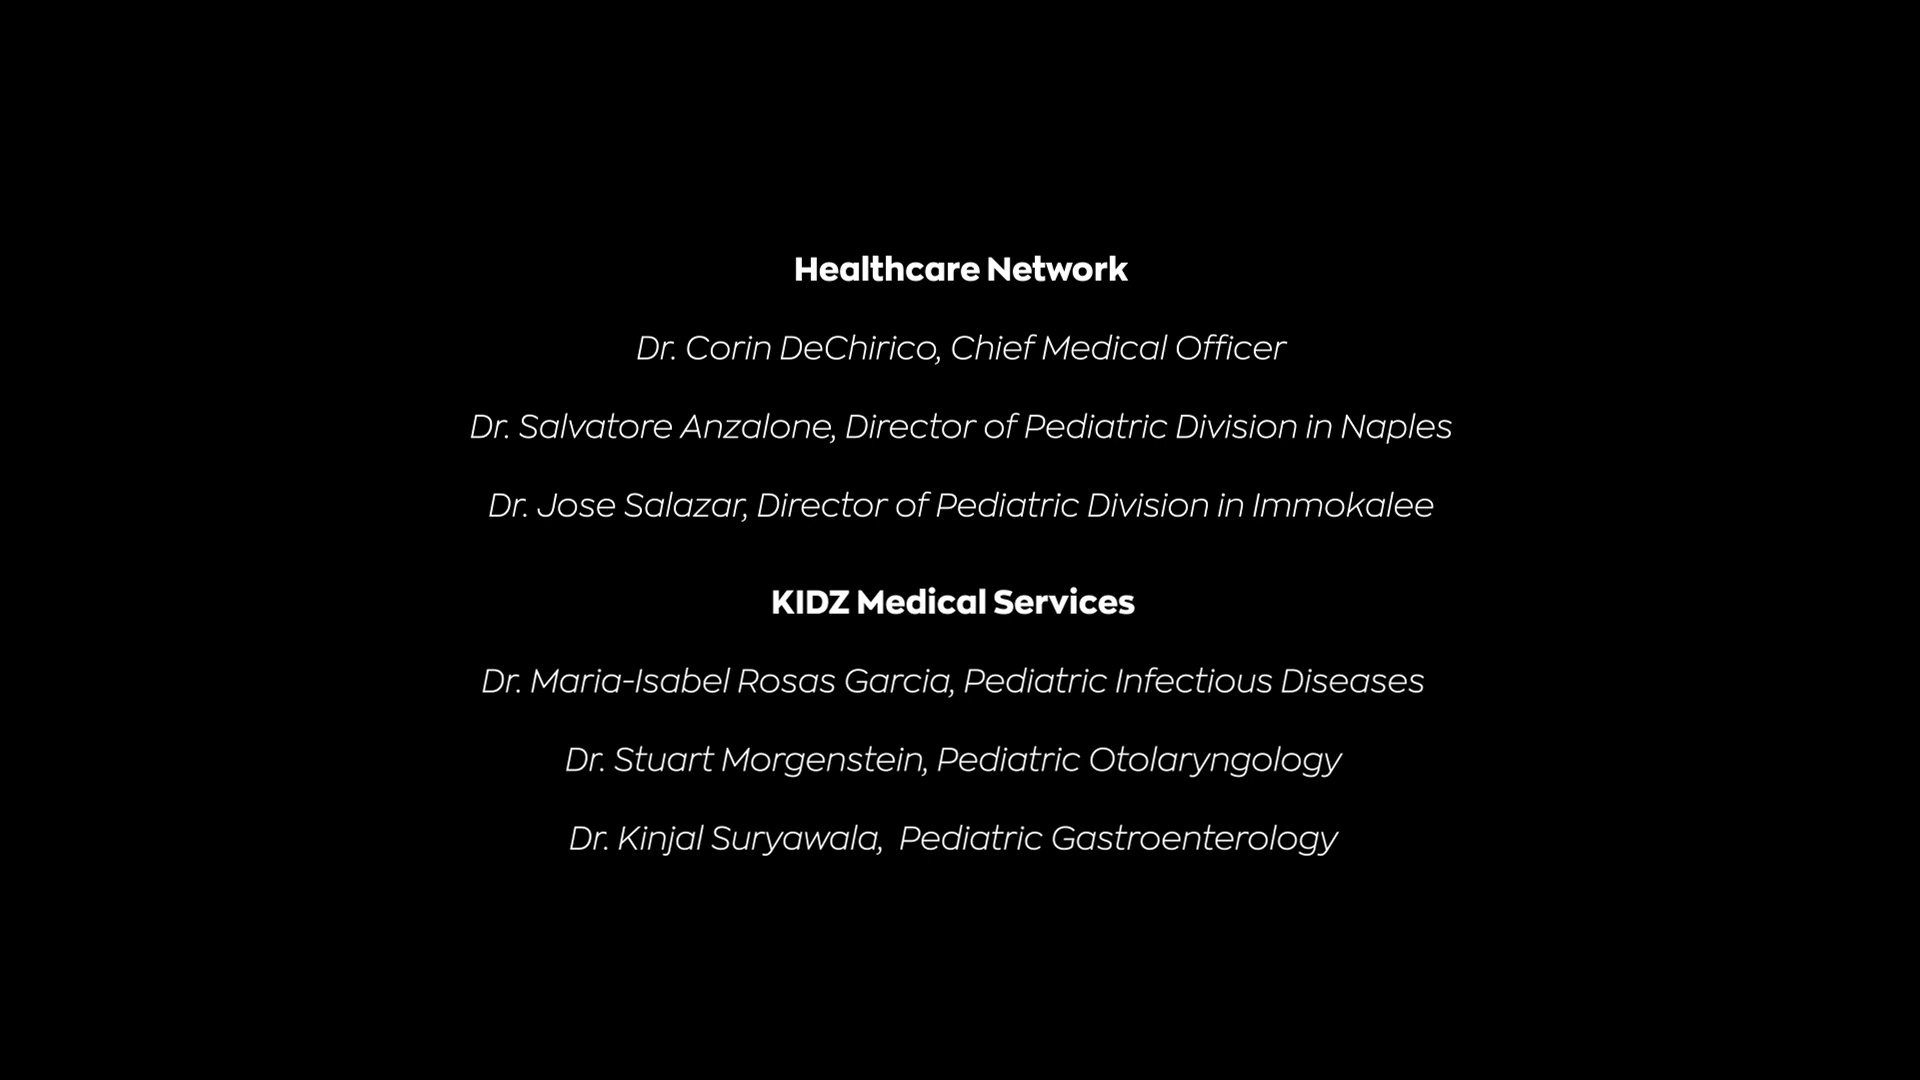 Healthcare Network
Dr. Corin DeChirico, Chief Medical Officer
Dr. Salvatore Anzalone, Director of Pediatric Division in Naples
Dr. Jose Salazar, Director of Pediatric Division in Immokalee
KIDZ Medical Services
Dr. Maria-Isabel Rosas Garcia, Pediatric Infectious Diseases
Dr. Stuart Morgenstein, Pediatric Otolaryngology
Dr. Kinjal Suryawala,  Pediatric Gastroenterology